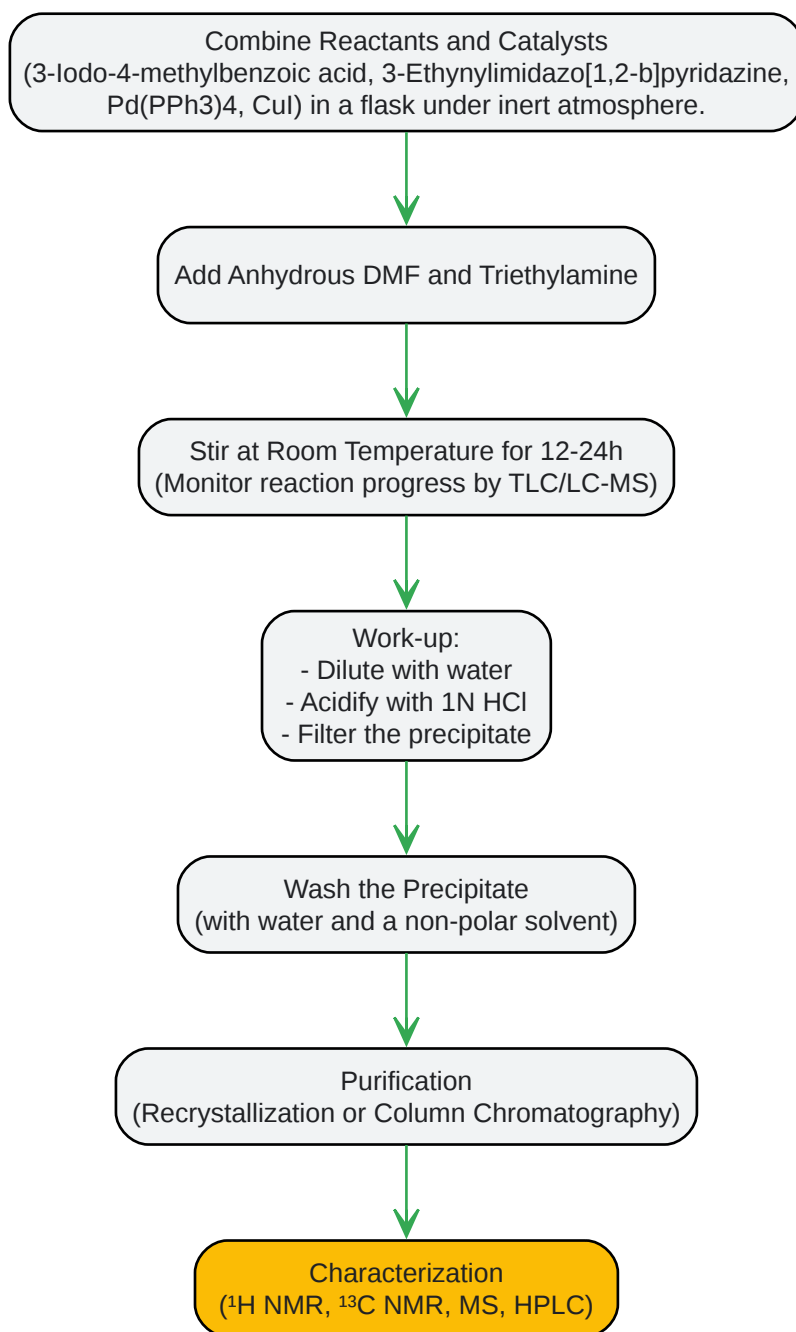 Combine Reactants and Catalysts
(3-Iodo-4-methylbenzoic acid, 3-Ethynylimidazo[1,2-b]pyridazine,
Pd(PPh3)4, CuI) in a flask under inert atmosphere.
Add Anhydrous DMF and Triethylamine
Stir at Room Temperature for 12-24h
(Monitor reaction progress by TLC/LC-MS)
Work-up:
- Dilute with water
- Acidify with 1N HCl
- Filter the precipitate
Wash the Precipitate
(with water and a non-polar solvent)
Purification
(Recrystallization or Column Chromatography)
Characterization
(¹H NMR, ¹³C NMR, MS, HPLC)